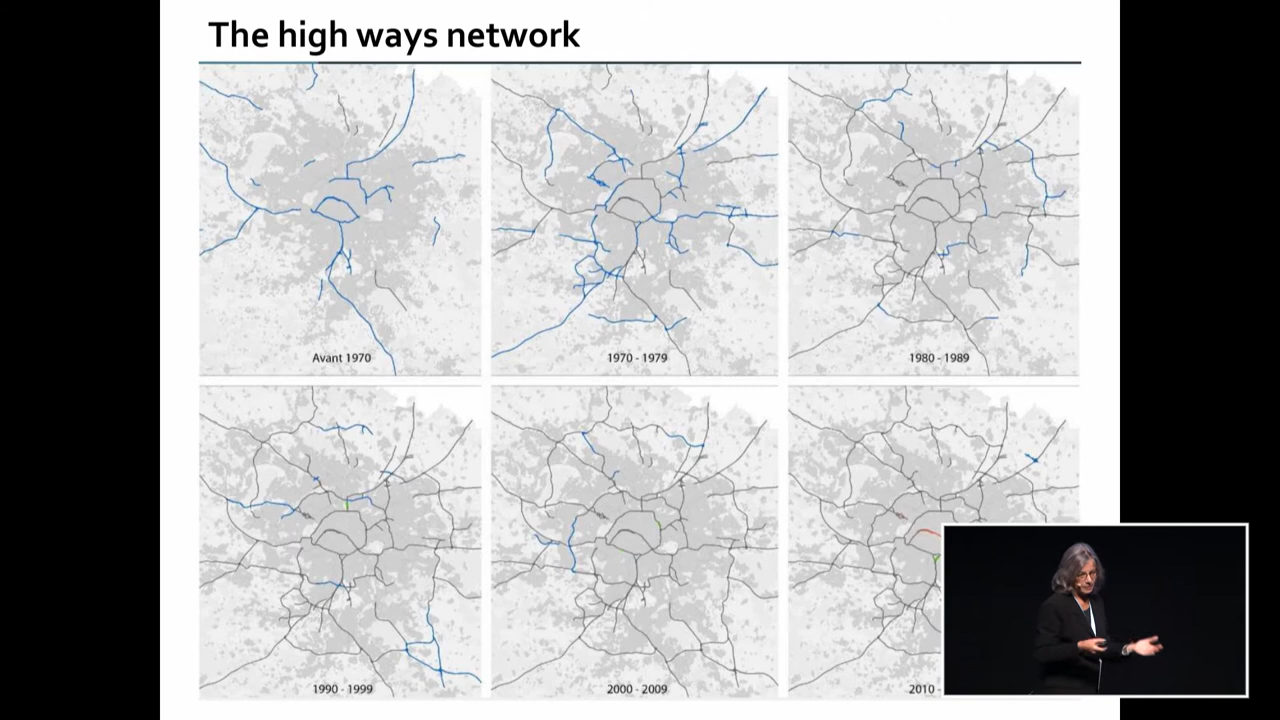 The high ways network
Avant 1970
1970 - 1979
1980 - 1989
1990 - 1999
2000 - 2009
2010 -